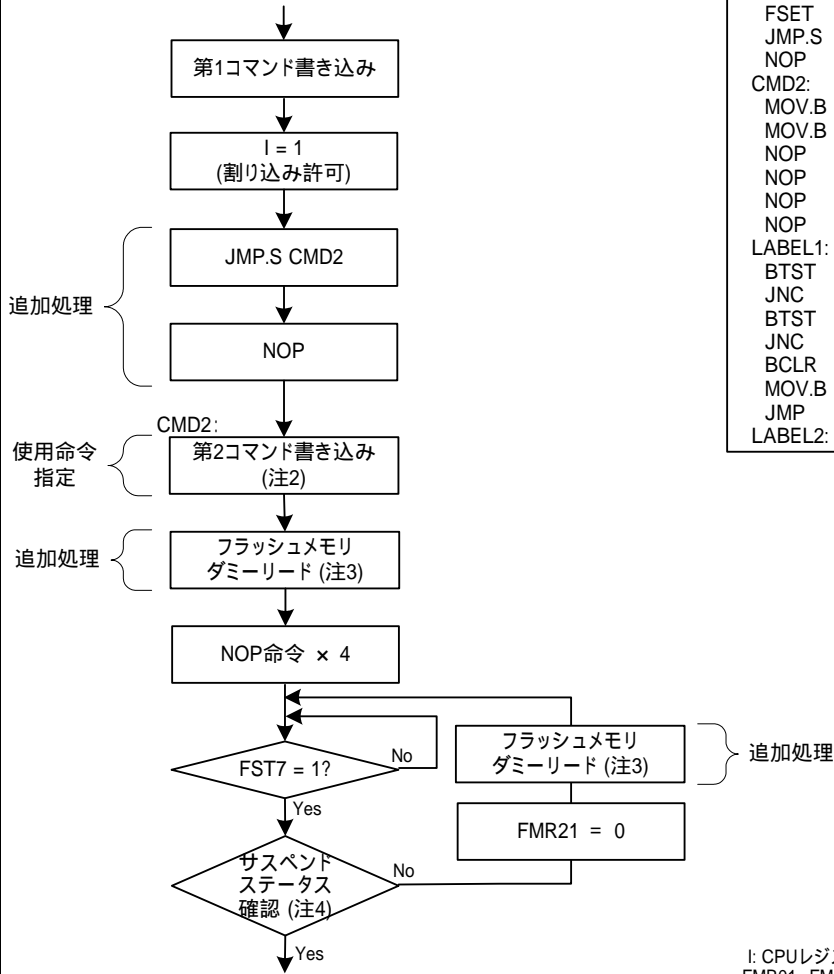 第1コマンド書き込み
I = 1
(割り込み許可)
追加処理
JMP.S CMD2
NOP
CMD2:
使用命令
指定
第2コマンド書き込み
(注2)
追加処理
フラッシュメモリ
ダミーリード (注3)
NOP命令 × 4
FST7 = 1?
No
Yes
フラッシュメモリ
ダミーリード (注3)
追加処理
FMR21 = 0
サスペンド
ステータス
確認 (注4)
No
Yes
FSET
JMP.S
NOP
CMD2:
MOV.B
MOV.B
NOP
NOP
NOP
NOP
LABEL1:
BTST
JNC
BTST
JNC
BCLR
MOV.B
JMP
LABEL2:
I: CPUレジ